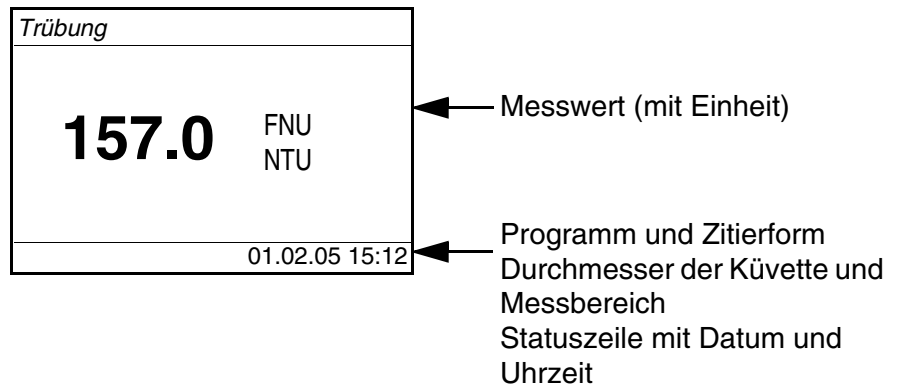 Trübung
157.0
FNU
NTU
01.02.05 15:12
Messwert (mit Einheit)
Programm und Zitierform
Durchmesser der Küvette und
Messbereich
Statuszeile mit Datum und
Uhrzeit